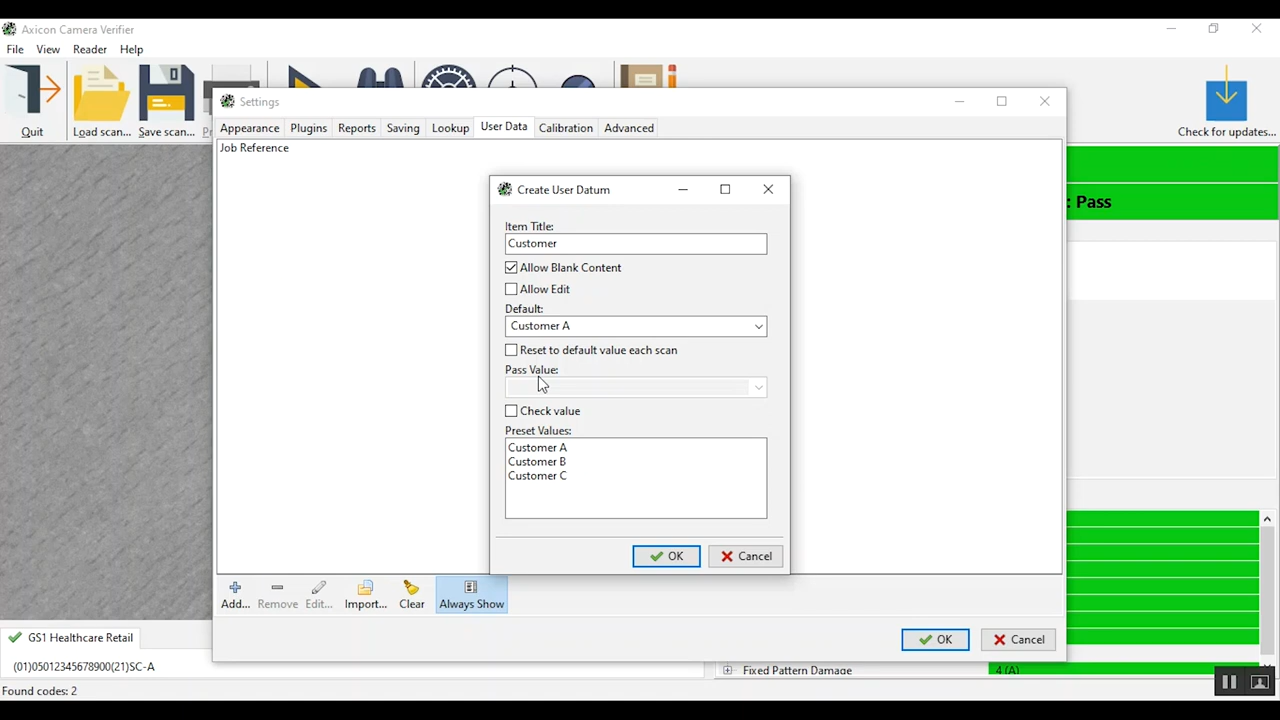 Axicon Camera Verifier
File View Reader Help
Quit Load scan... Save scan... Check for updates...
Settings
Appearance Plugins Reports Saving Lookup User Data Calibration Advanced
Job Reference
Create User Datum
Item Title:
Customer
Allow Blank Content
Allow Edit
Default:
Customer A
Reset to default value each scan
Pass Value:
Check value
Preset Values:
Customer A
Customer B
Customer C
OK Cancel
: Pass
Add... Remove Edit... Import... Clear Always Show
OK Cancel
GS1 Healthcare Retail
(01)05012345678900(21)SC-A
Fixed Pattern Damage 4 (A)
Found codes: 2